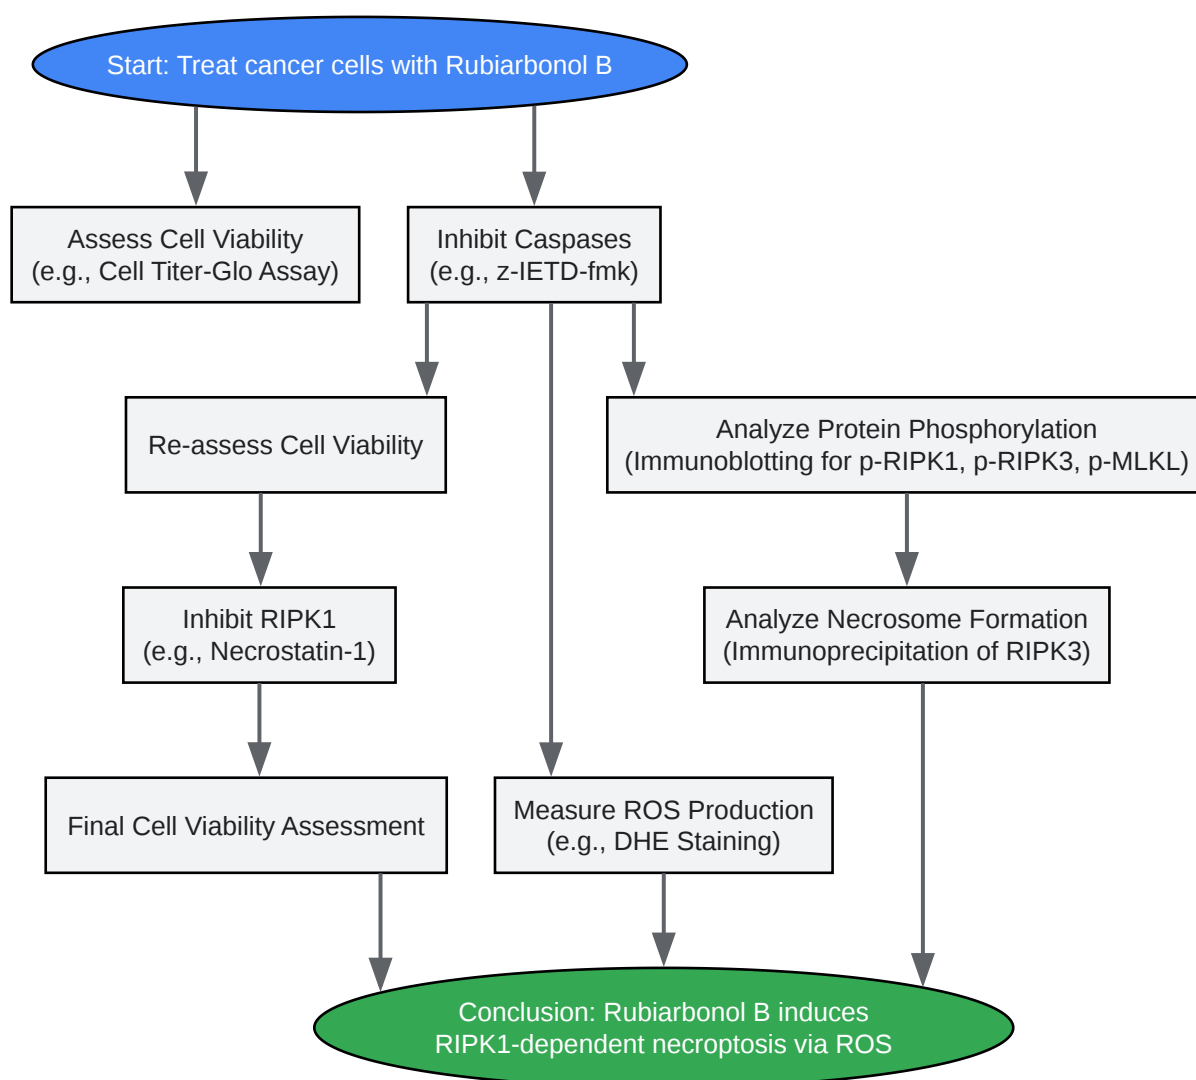 Start: Treat cancer cells with Rubiarbonol B
Assess Cell Viability
(e.g., Cell Titer-Glo Assay)
Inhibit Caspases
(e.g., z-IETD-fmk)
Re-assess Cell Viability
Analyze Protein Phosphorylation
(Immunoblotting for p-RIPK1, p-RIPK3, p-MLKL)
Inhibit RIPK1
(e.g., Necrostatin-1)
Analyze Necrosome Formation
(Immunoprecipitation of RIPK3)
Final Cell Viability Assessment
Measure ROS Production
(e.g., DHE Staining)
Conclusion: Rubiarbonol B induces
RIPK1-dependent necroptosis via ROS